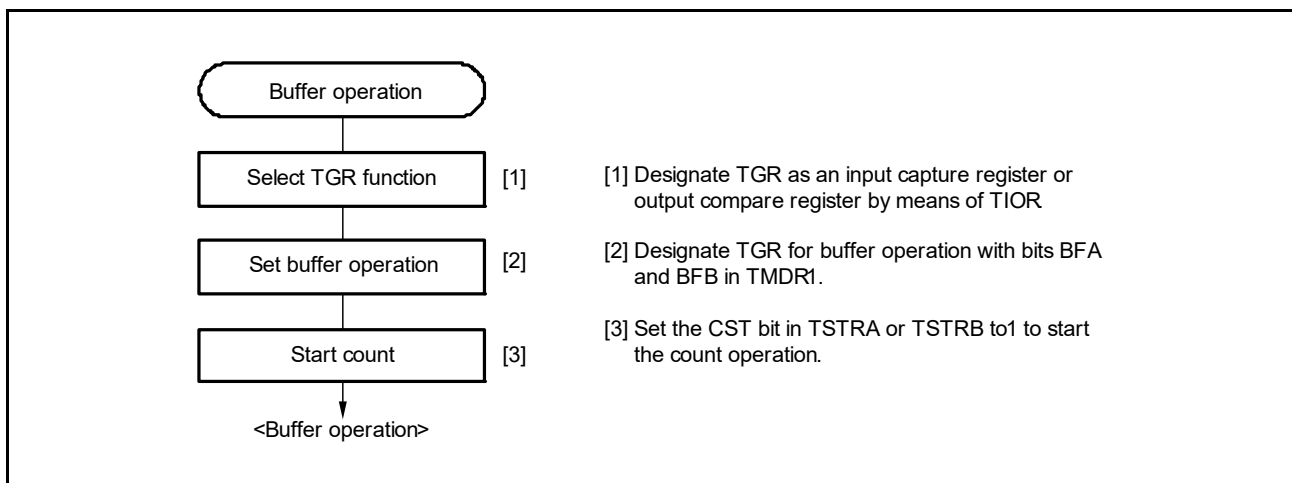 Buffer operation
Select TGR function
[1]
[1] Designate TGR as an input capture register or
output compare register by means of TIOR
Set buffer operation
[2]
[2] Designate TGR for buffer operation with bits BFA
and BFB in TMDR1.
Start count
[3]
[3] Set the CST bit in TSTRA or TSTRB to1 to start
the count operation.
<Buffer operation>